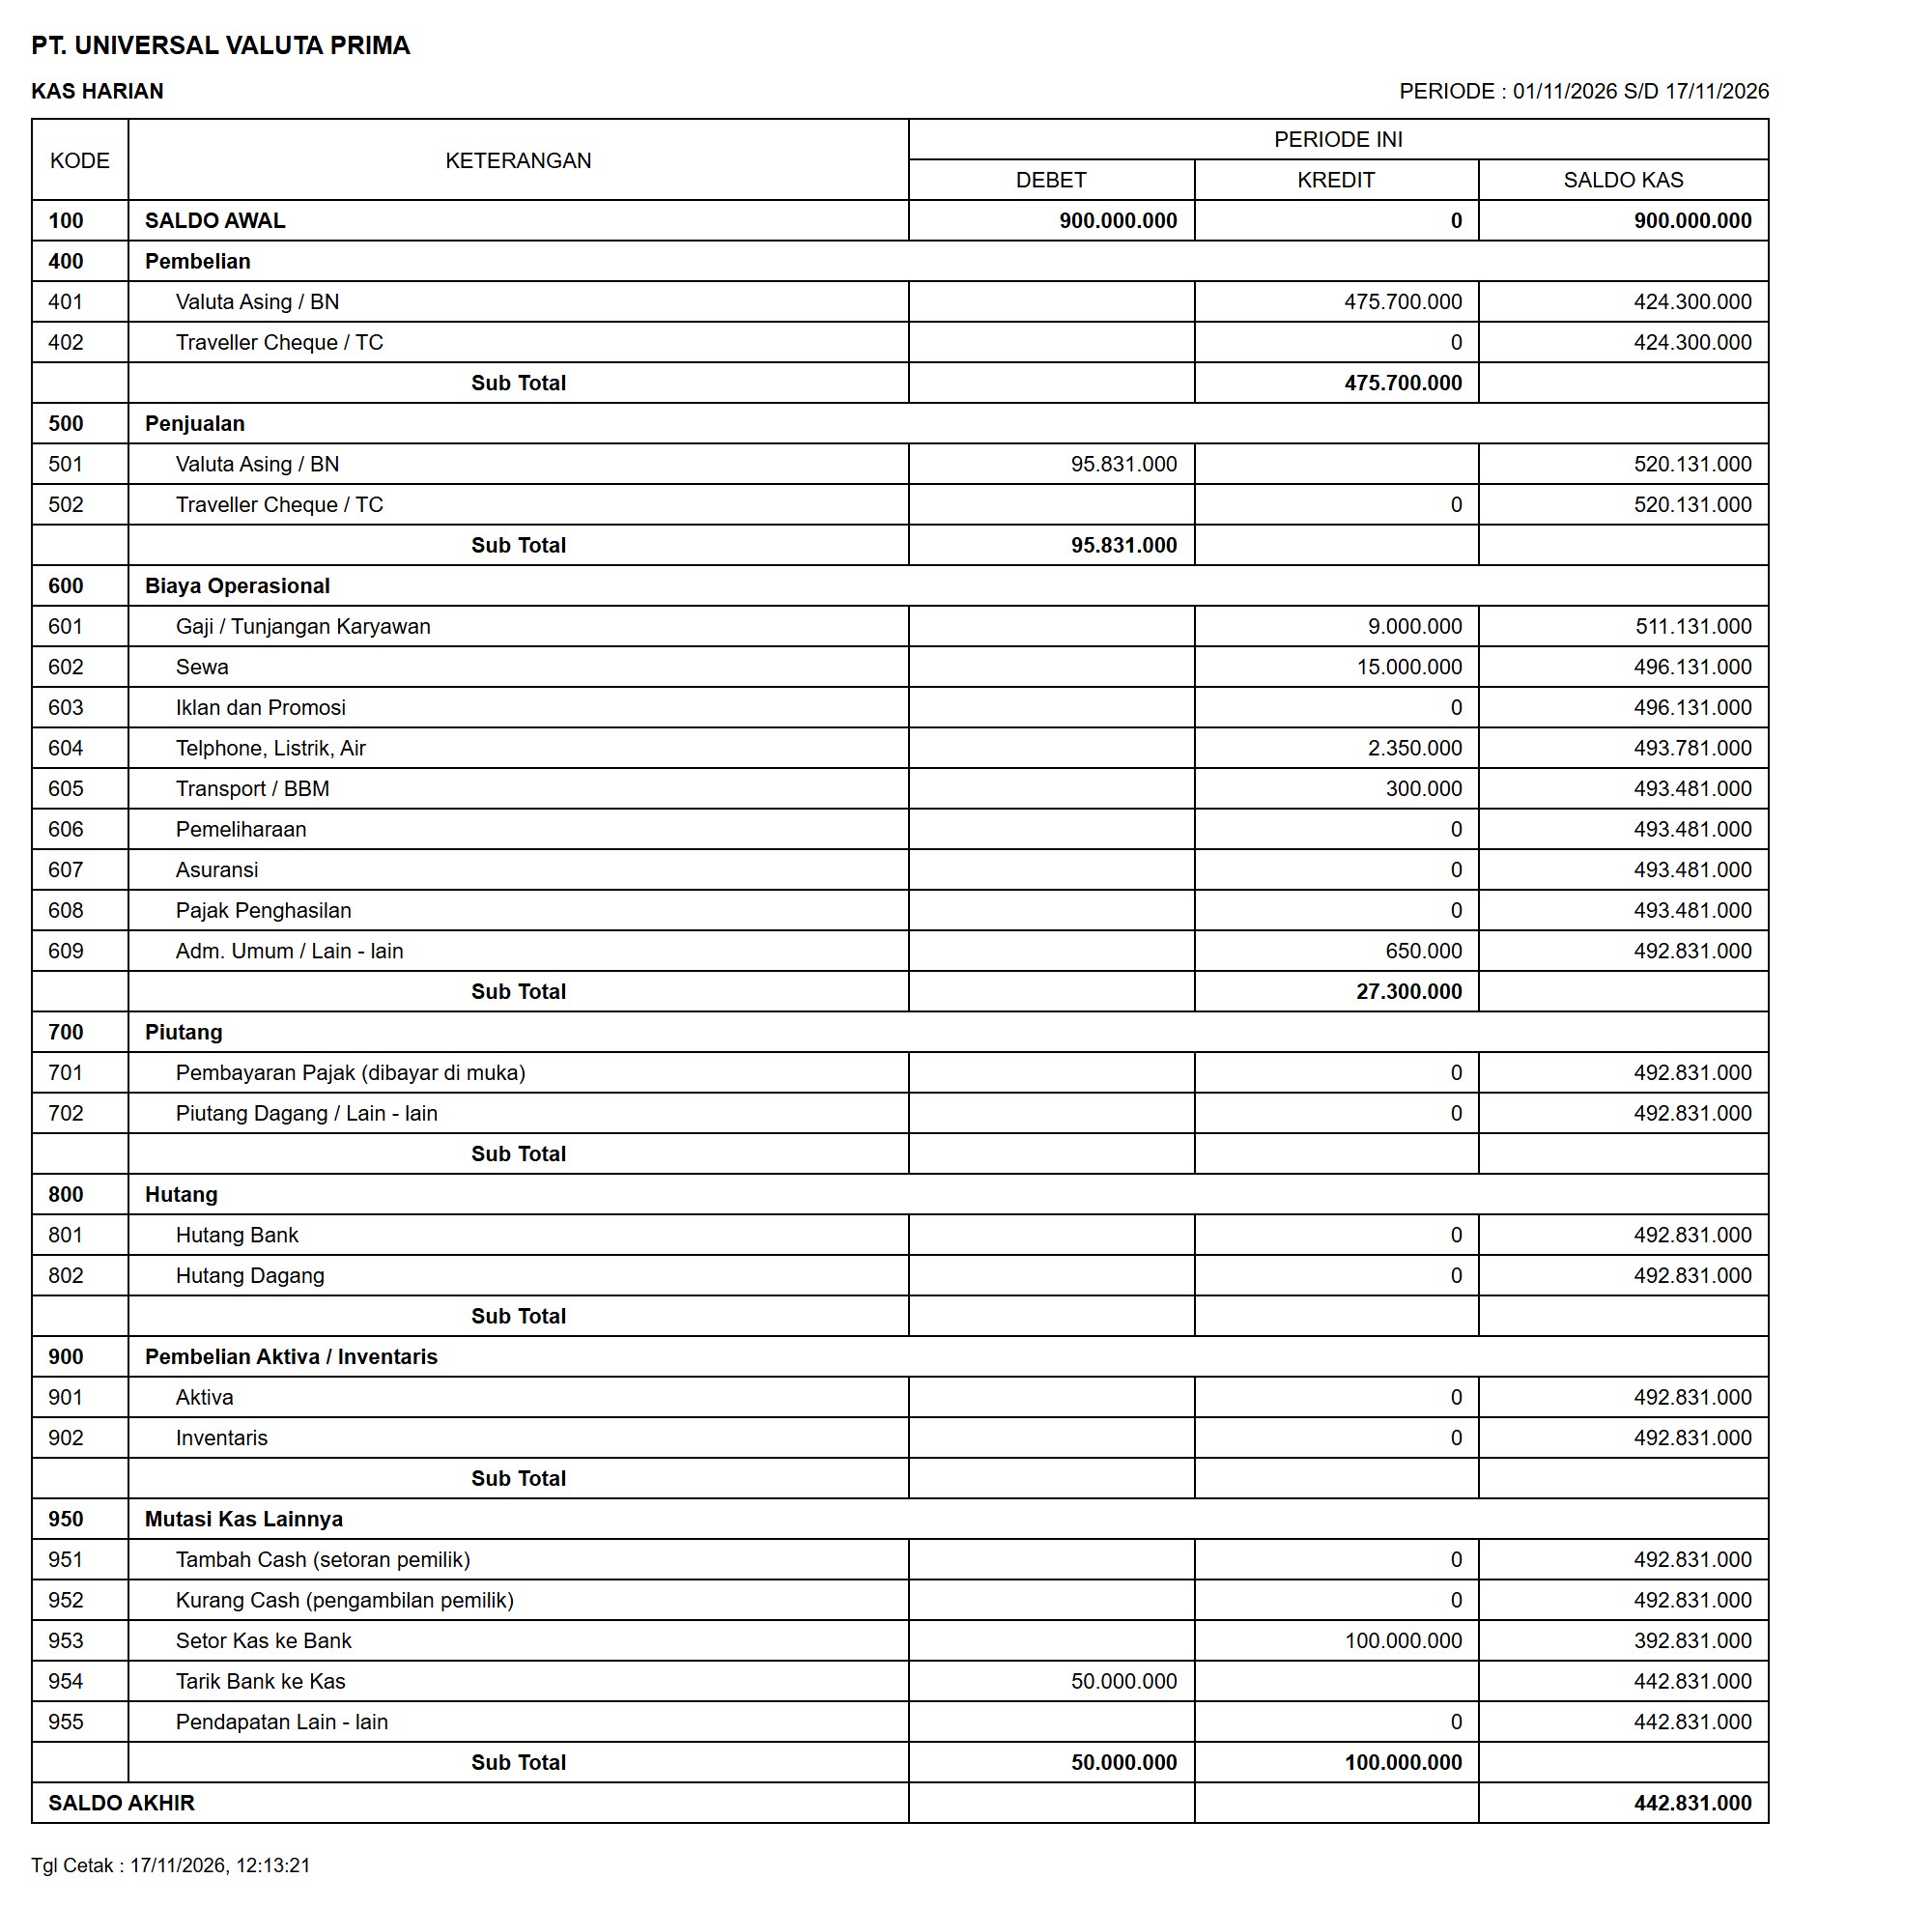 PT. UNIVERSAL VALUTA PRIMA
KAS HARIAN PERIODE : 01/11/2026 S/D 17/11/2026
KODE KETERANGAN PERIODE INI
DEBET KREDIT SALDO KAS
100 SALDO AWAL 900.000.000 0 900.000.000
400 Pembelian
401 Valuta Asing / BN 475.700.000 424.300.000
402 Traveller Cheque / TC 0 424.300.000
Sub Total 475.700.000
500 Penjualan
501 Valuta Asing / BN 95.831.000 520.131.000
502 Traveller Cheque / TC 0 520.131.000
Sub Total 95.831.000
600 Biaya Operasional
601 Gaji / Tunjangan Karyawan 9.000.000 511.131.000
602 Sewa 15.000.000 496.131.000
603 Iklan dan Promosi 0 496.131.000
604 Telphone, Listrik, Air 2.350.000 493.781.000
605 Transport / BBM 300.000 493.481.000
606 Pemeliharaan 0 493.481.000
607 Asuransi 0 493.481.000
608 Pajak Penghasilan 0 493.481.000
609 Adm. Umum / Lain - lain 650.000 492.831.000
Sub Total 27.300.000
700 Piutang
701 Pembayaran Pajak (dibayar di muka) 0 492.831.000
702 Piutang Dagang / Lain - lain 0 492.831.000
Sub Total
800 Hutang
801 Hutang Bank 0 492.831.000
802 Hutang Dagang 0 492.831.000
Sub Total
900 Pembelian Aktiva / Inventaris
901 Aktiva 0 492.831.000
902 Inventaris 0 492.831.000
Sub Total
950 Mutasi Kas Lainnya
951 Tambah Cash (setoran pemilik) 0 492.831.000
952 Kurang Cash (pengambilan pemilik) 0 492.831.000
953 Setor Kas ke Bank 100.000.000 392.831.000
954 Tarik Bank ke Kas 50.000.000 442.831.000
955 Pendapatan Lain - lain 0 442.831.000
Sub Total 50.000.000 100.000.000
SALDO AKHIR 442.831.000
Tgl Cetak : 17/11/2026, 12:13:21